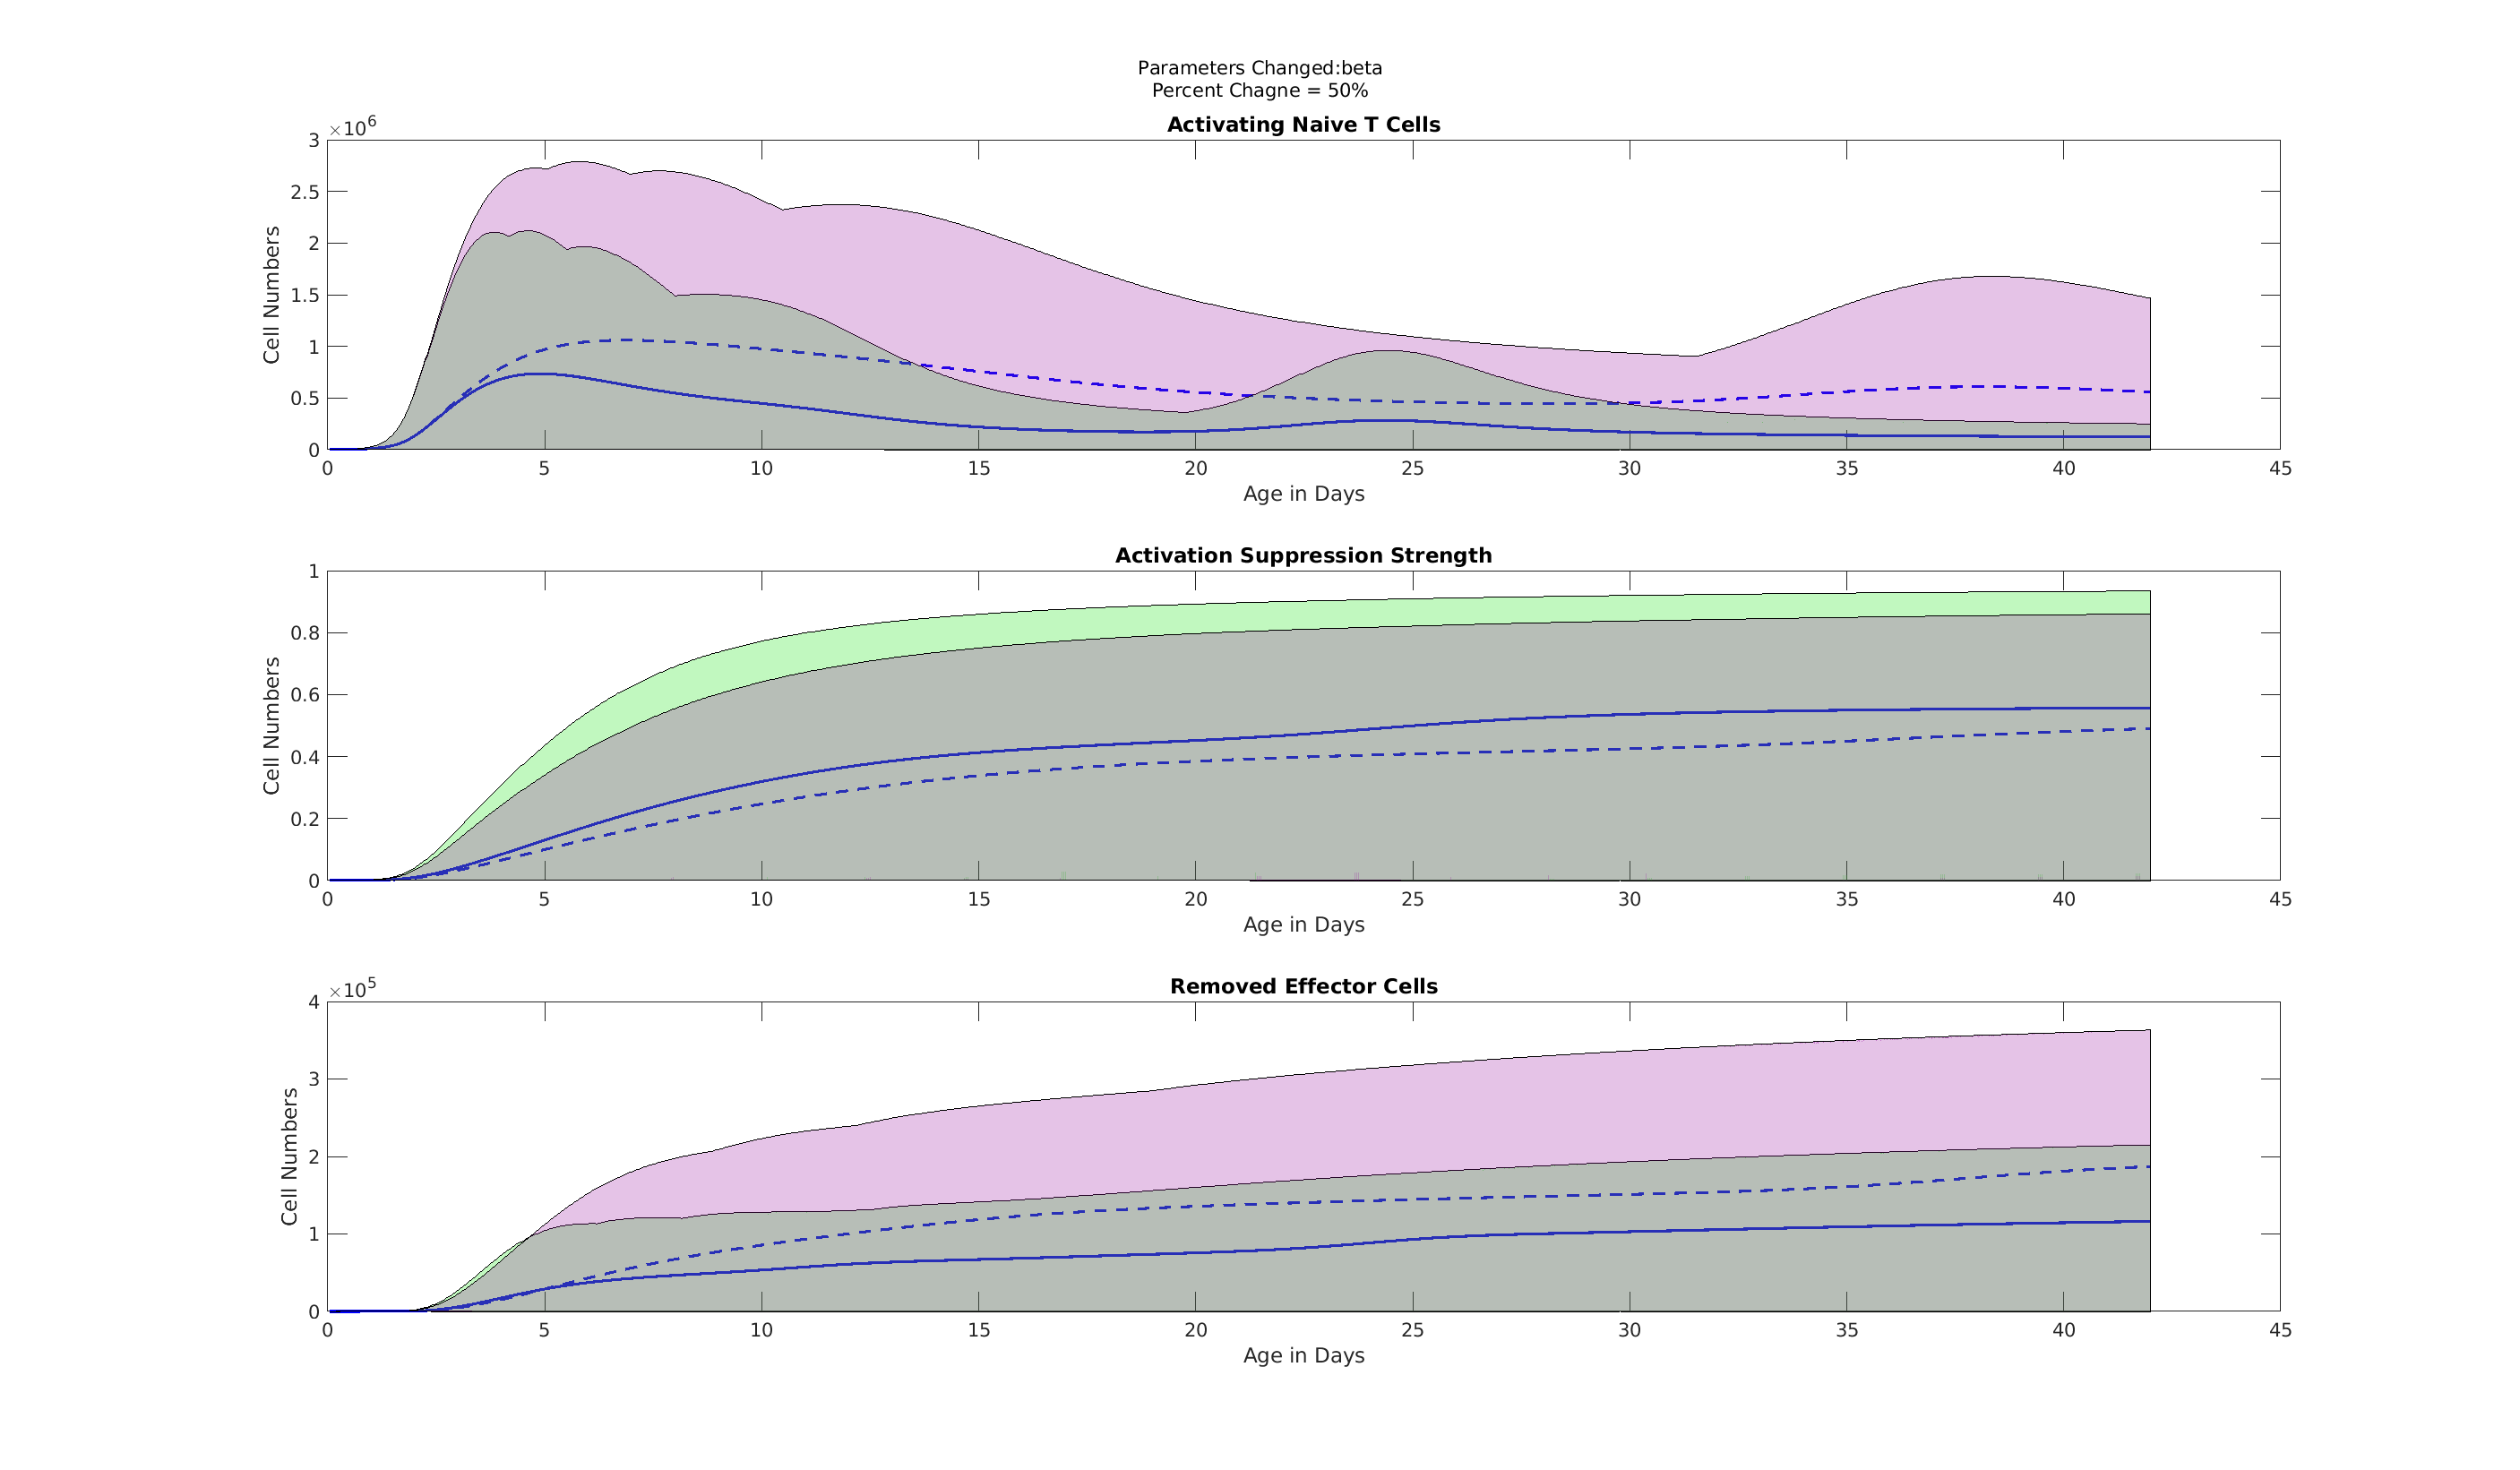 Parameters Changed:beta
Percent Chagne = 50%
Activating Naive T Cells
×10^6
3
2.5
2
1.5
1
0.5
0
Cell Numbers
0 5 10 15 20 25 30 35 40 45
Age in Days
Activation Suppression Strength
1
0.8
0.6
0.4
0.2
0
Cell Numbers
0 5 10 15 20 25 30 35 40 45
Age in Days
Removed Effector Cells
×10^5
4
3
2
1
0
Cell Numbers
0 5 10 15 20 25 30 35 40 45
Age in Days